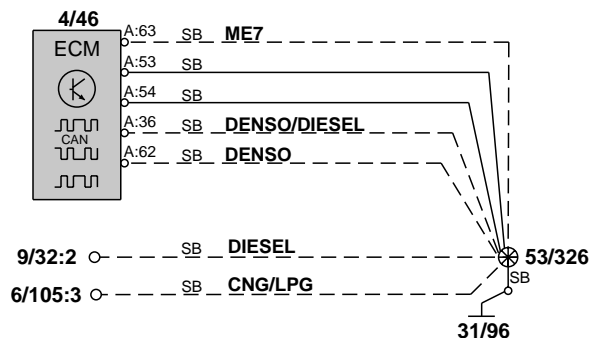 4/46
ECM
CAN
A:63 SB ME7
A:53 SB
A:54 SB
A:36 SB DENSO/DIESEL
A:62 SB DENSO
9/32:2 SB DIESEL
53/326
6/105:3 SB CNG/LPG
SB
31/96